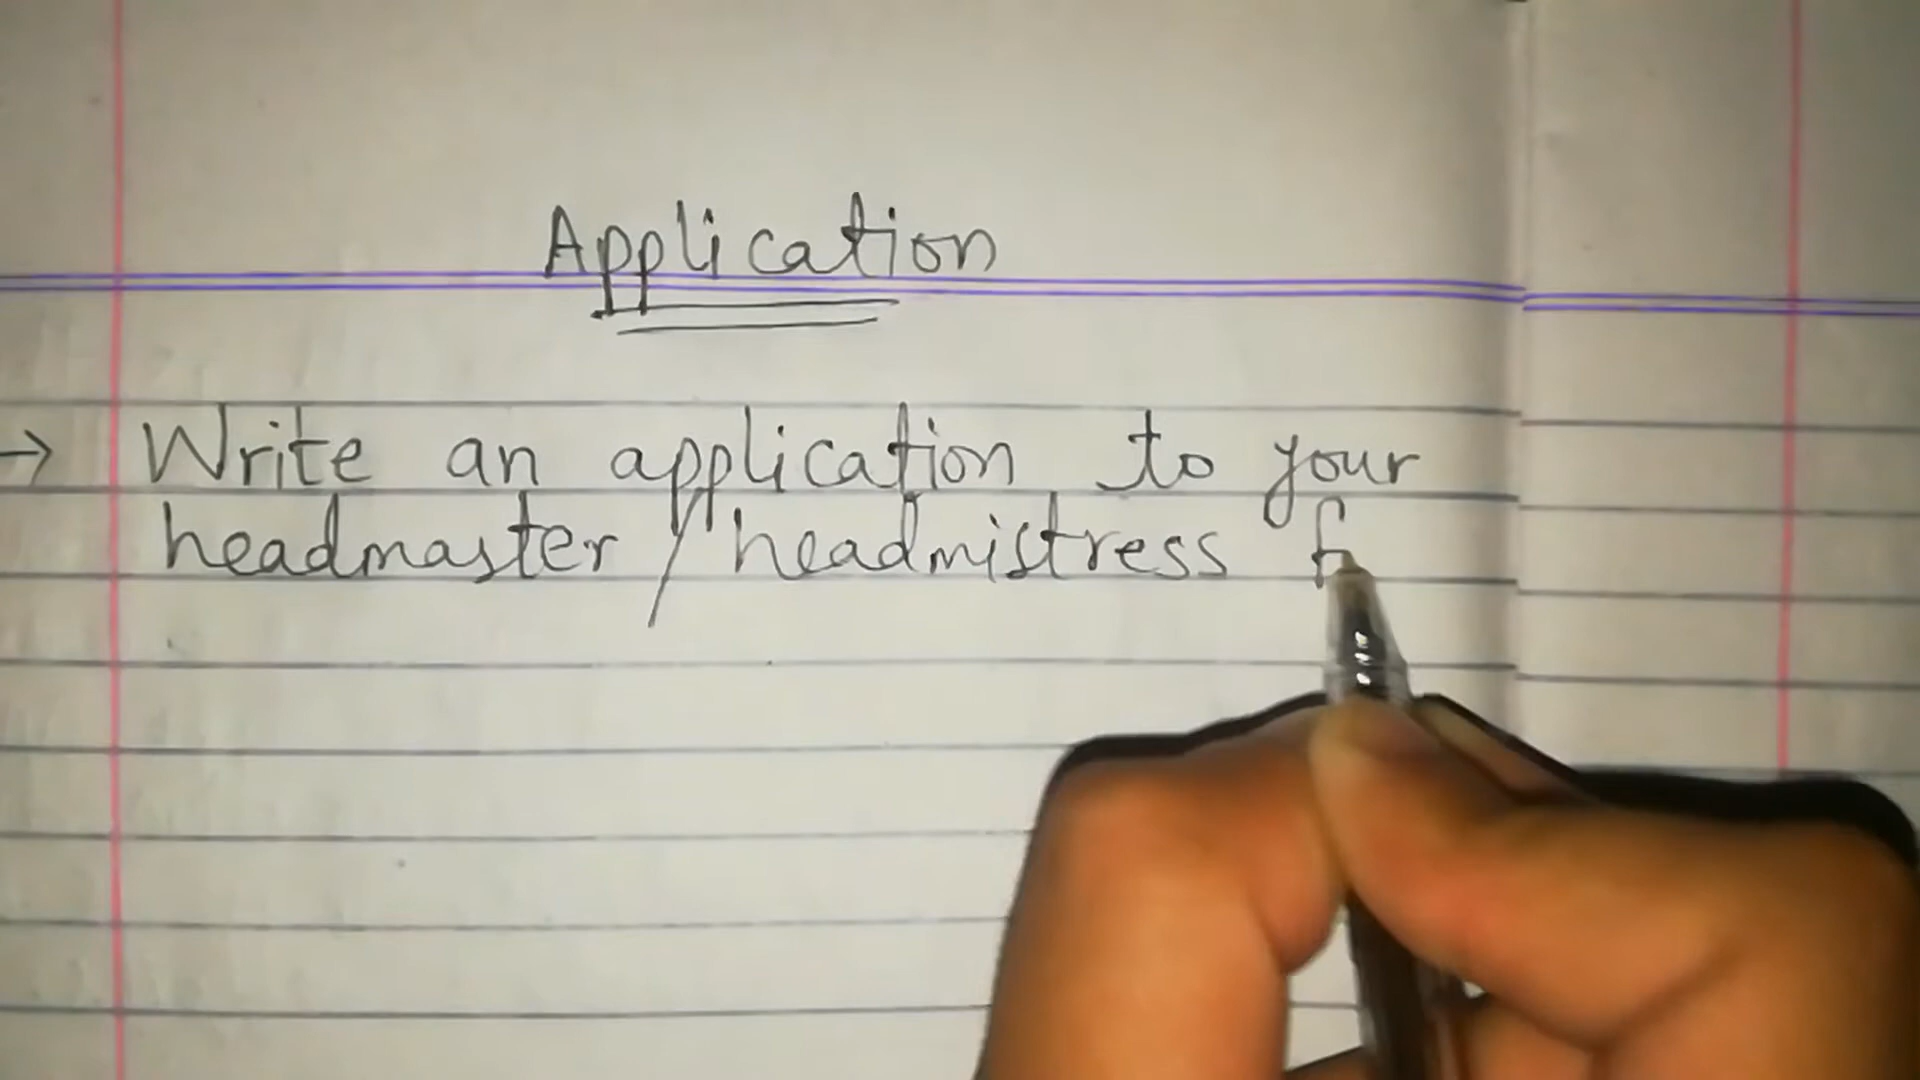 Application
→ Write an application to your
headmaster / headmistress f